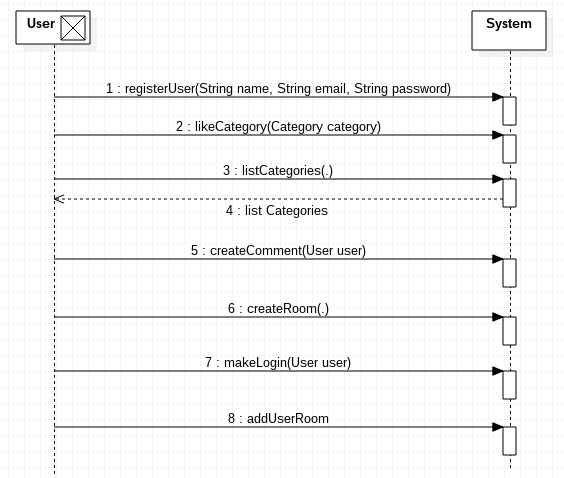 User
System
1 : registerUser(String name, String email, String password)
2 : likeCategory(Category category)
3 : listCategories(.)
4 : list Categories
5 : createComment(User user)
6 : createRoom(.)
7 : makeLogin(User user)
8 : addUserRoom